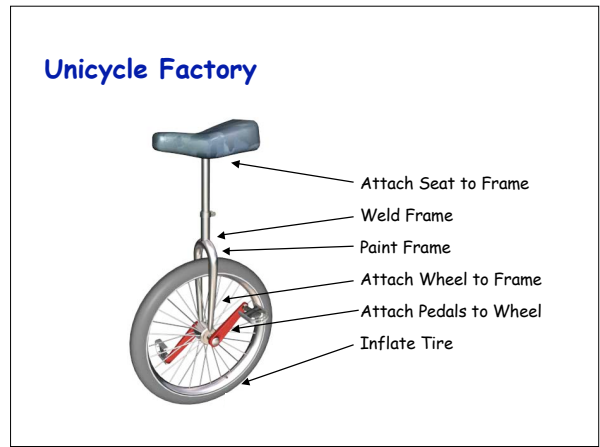 Unicycle Factory
Attach Seat to Frame
Weld Frame
Paint Frame
Attach Wheel to Frame
Attach Pedals to Wheel
Inflate Tire